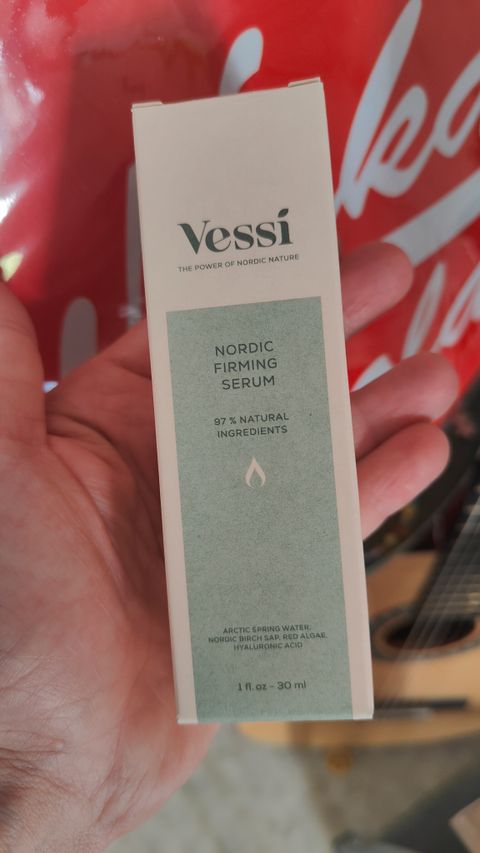 Vessi
THE POWER OF NORDIC NATURE
NORDIC
FIRMING
SERUM
97 % NATURAL
INGREDIENTS
ARCTIC SPRING WATER,
NORDIC BIRCH SAP, RED ALGAE,
HYALURONIC ACID
1 fl. oz - 30 ml